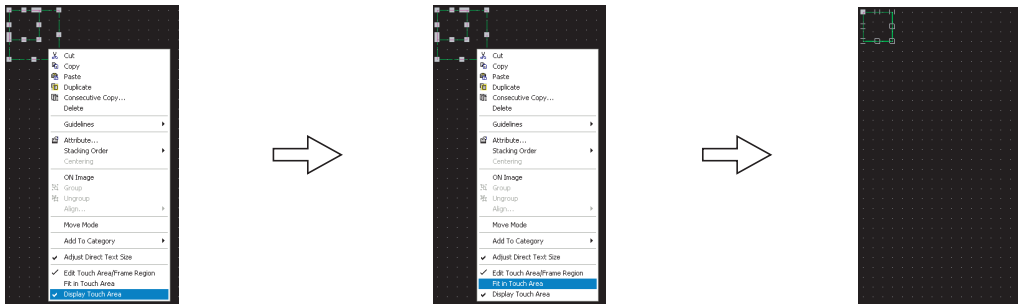 Cut
Copy
Paste
Duplicate
Consecutive Copy...
Delete
Guidelines
Attribute...
Stacking Order
Centering
ON Image
Group
Ungroup
Align...
Move Mode
Add To Category
Adjust Direct Text Size
Edit Touch Area/Frame Region
Fit in Touch Area
Display Touch Area
Cut
Copy
Paste
Duplicate
Consecutive Copy...
Delete
Guidelines
Attribute...
Stacking Order
Centering
ON Image
Group
Ungroup
Align...
Move Mode
Add To Category
Adjust Direct Text Size
Edit Touch Area/Frame Region
Fit in Touch Area
Display Touch Area